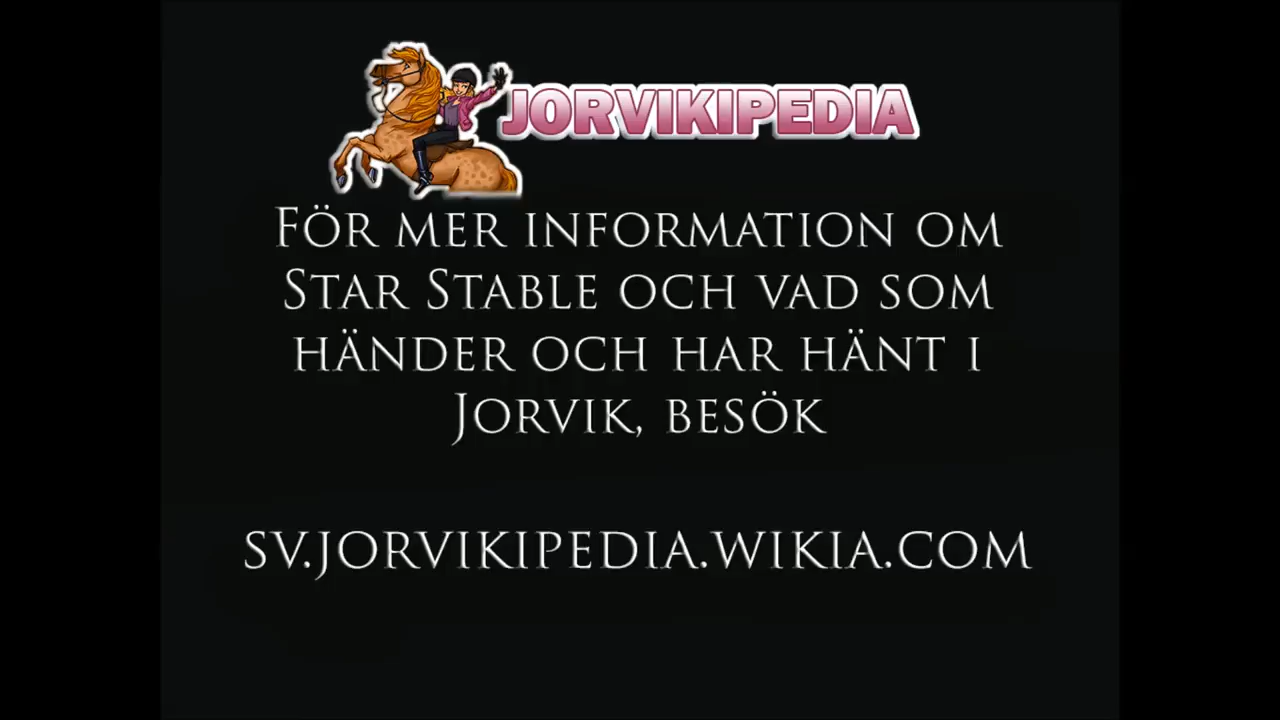 JORVIKIPEDIA
För mer information om
Star Stable och vad som
händer och har hänt i
Jorvik, besök
sv.jorvikipedia.wikia.com